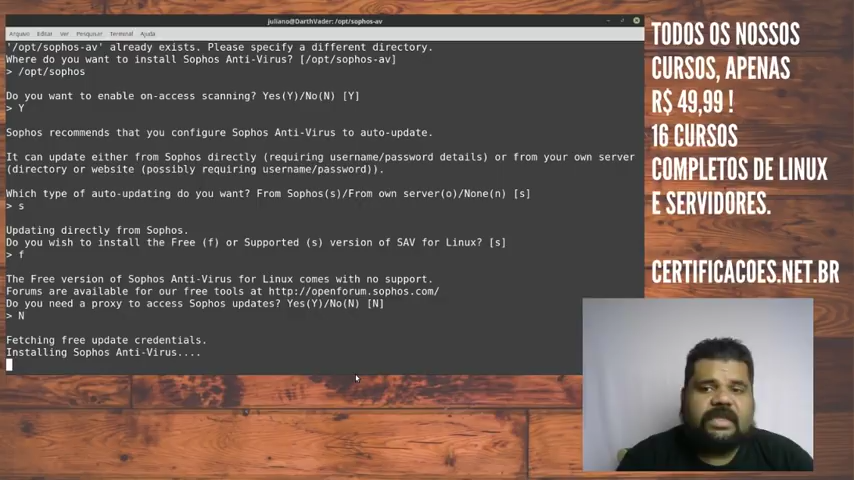 juliano@DarthVader: /opt/sophos-av
Arquivo Editar Ver Pesquisar Terminal Ajuda
'/opt/sophos-av' already exists. Please specify a different directory.
Where do you want to install Sophos Anti-Virus? [/opt/sophos-av]
> /opt/sophos
Do you want to enable on-access scanning? Yes(Y)/No(N) [Y]
> Y
Sophos recommends that you configure Sophos Anti-Virus to auto-update.
It can update either from Sophos directly (requiring username/password details) or from your own server
(directory or website (possibly requiring username/password)).
Which type of auto-updating do you want? From Sophos(s)/From own server(o)/None(n) [s]
> s
Updating directly from Sophos.
Do you wish to install the Free (f) or Supported (s) version of SAV for Linux? [s]
> f
The Free version of Sophos Anti-Virus for Linux comes with no support.
Forums are available for our free tools at http://openforum.sophos.com/
Do you need a proxy to access Sophos updates? Yes(Y)/No(N) [N]
> N
Fetching free update credentials.
Installing Sophos Anti-Virus....
TODOS OS NOSSOS
CURSOS, APENAS
R$ 49,99 !
16 CURSOS
COMPLETOS DE LINUX
E SERVIDORES.
CERTIFICACOES.NET.BR